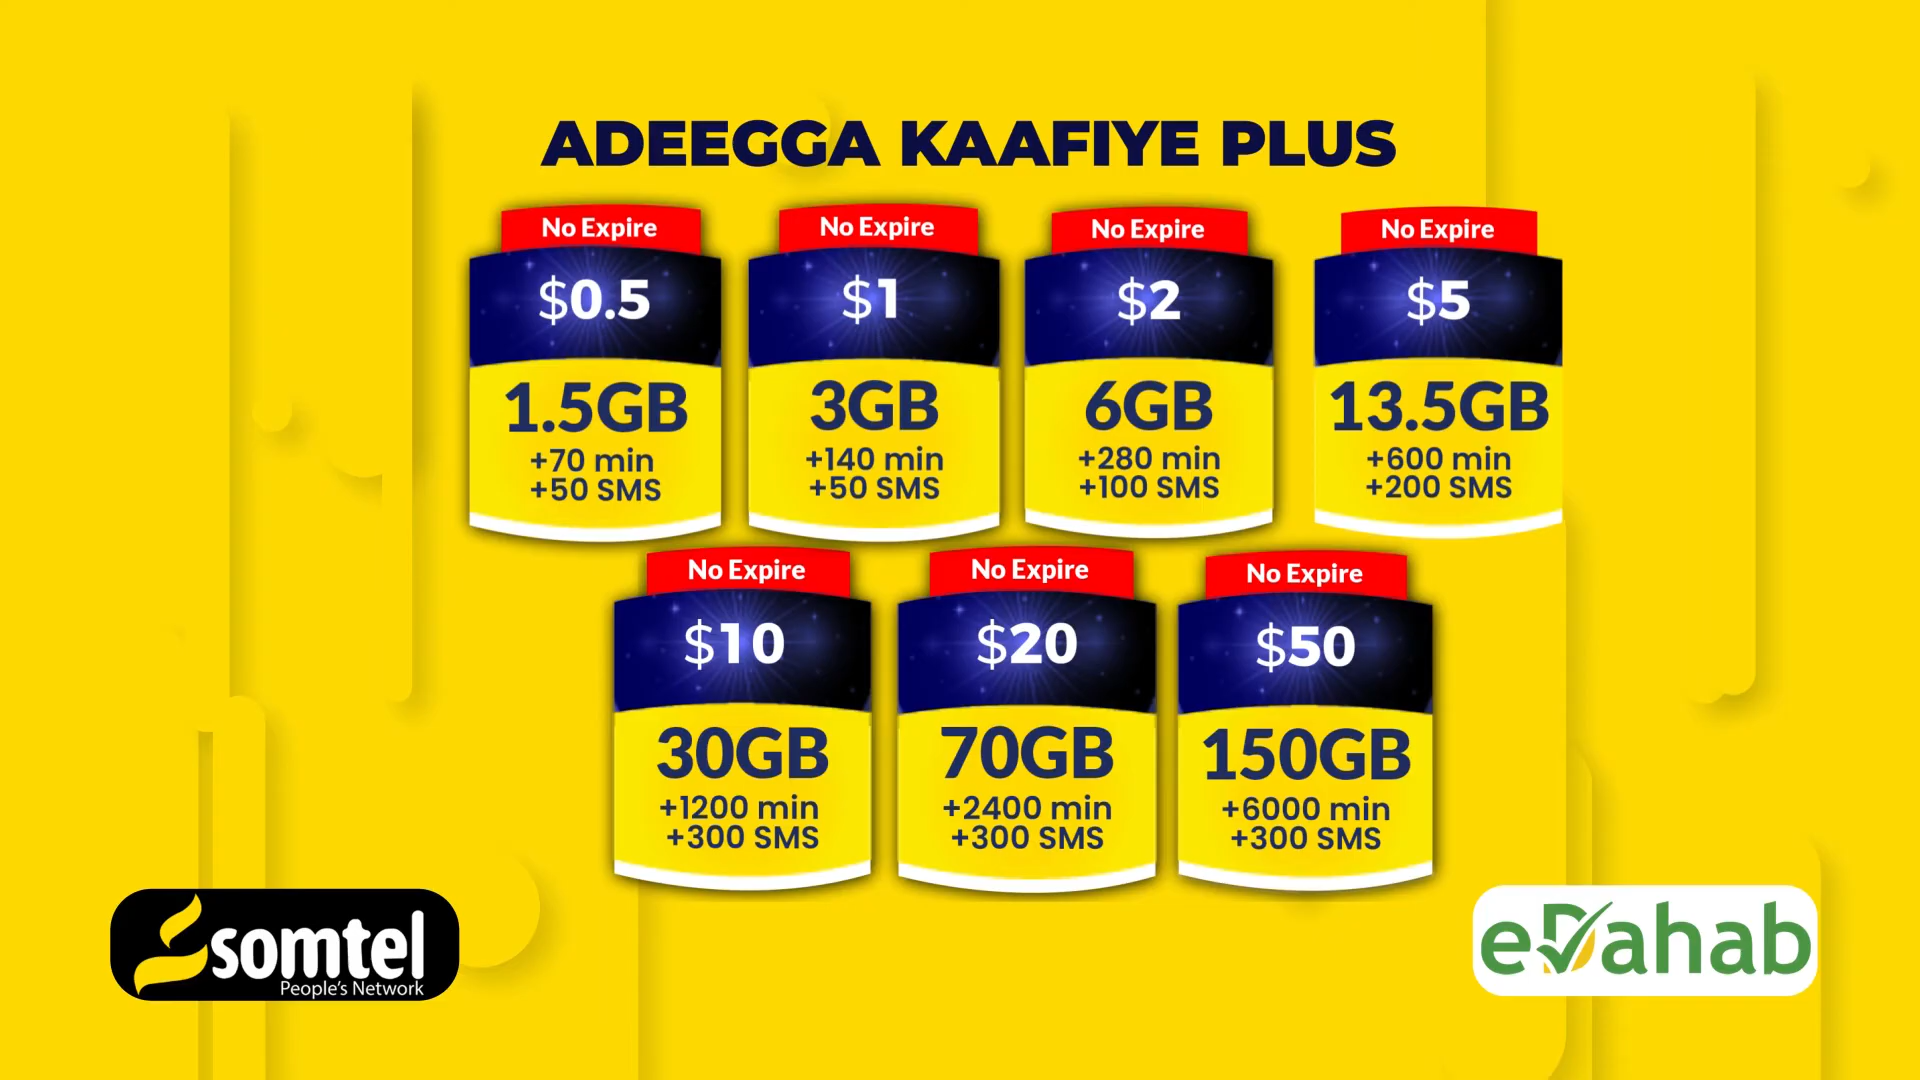 ADEEGGA KAAFIYE PLUS
No Expire
$0.5
1.5GB
+70 min
+50 SMS
No Expire
$1
3GB
+140 min
+50 SMS
No Expire
$2
6GB
+280 min
+100 SMS
No Expire
$5
13.5GB
+600 min
+200 SMS
No Expire
$10
30GB
+1200 min
+300 SMS
No Expire
$20
70GB
+2400 min
+300 SMS
No Expire
$50
150GB
+6000 min
+300 SMS
somtel
People's Network
eDahab